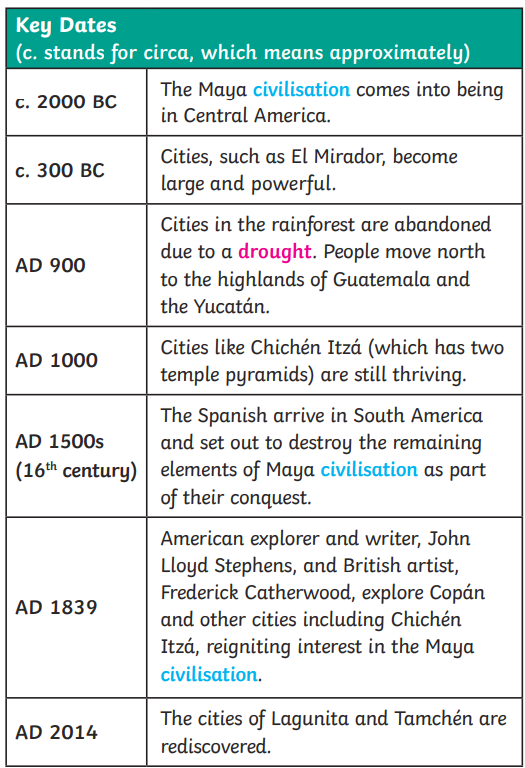 Key Dates
(c. stands for circa, which means approximately)
c. 2000 BC
The Maya civilisation comes into being
in Central America.
c. 300 BC
Cities, such as El Mirador, become
large and powerful.
AD 900
Cities in the rainforest are abandoned
due to a drought. People move north
to the highlands of Guatemala and
the Yucatán.
AD 1000
Cities like Chichén Itzá (which has two
temple pyramids) are still thriving.
AD 1500s
(16th century)
The Spanish arrive in South America
and set out to destroy the remaining
elements of Maya civilisation as part
of their conquest.
AD 1839
American explorer and writer, John
Lloyd Stephens, and British artist,
Frederick Catherwood, explore Copán
and other cities including Chichén
Itzá, reigniting interest in the Maya
civilisation.
AD 2014
The cities of Lagunita and Tamchén are
rediscovered.